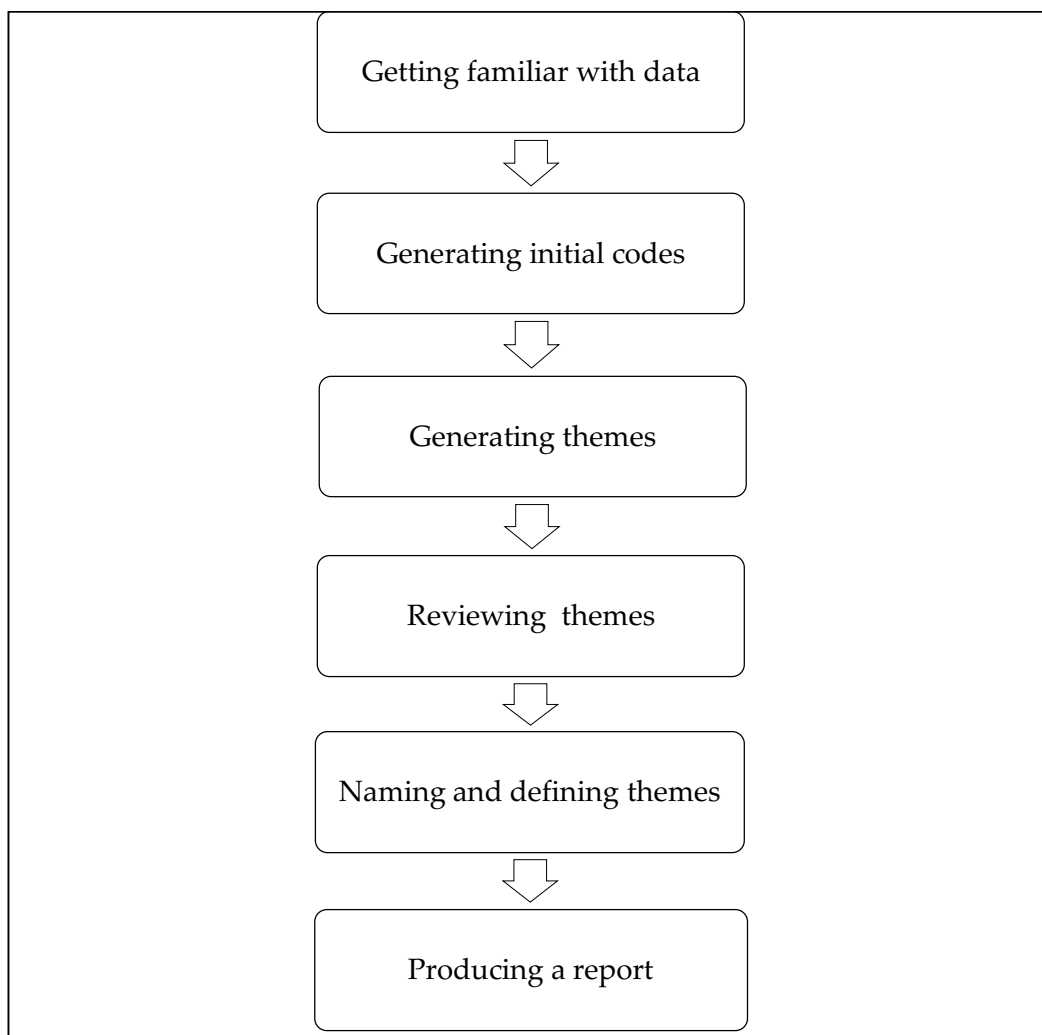 Getting familiar with data
Generating initial codes
Generating themes
Reviewing  themes
Naming and defining themes
Producing a report